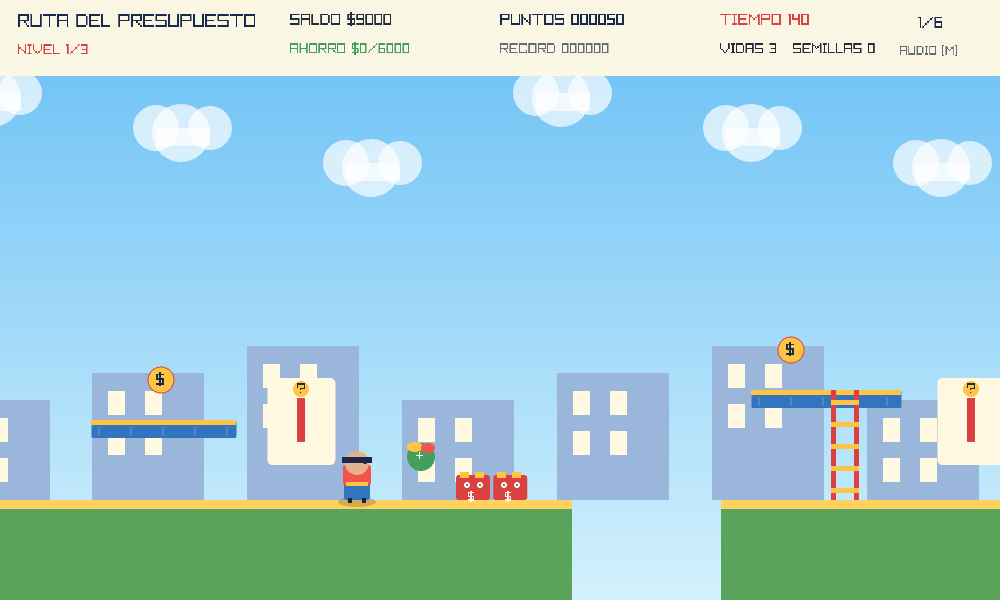 RUTA DEL PRESUPUESTO
NIVEL 1/3
SALDO $9000
AHORRO $0/6000
PUNTOS 000050
RECORD 000000
TIEMPO 140
VIDAS 3 SEMILLAS 0
1/6
AUDIO [M]
$
?
+
$
$
$
?